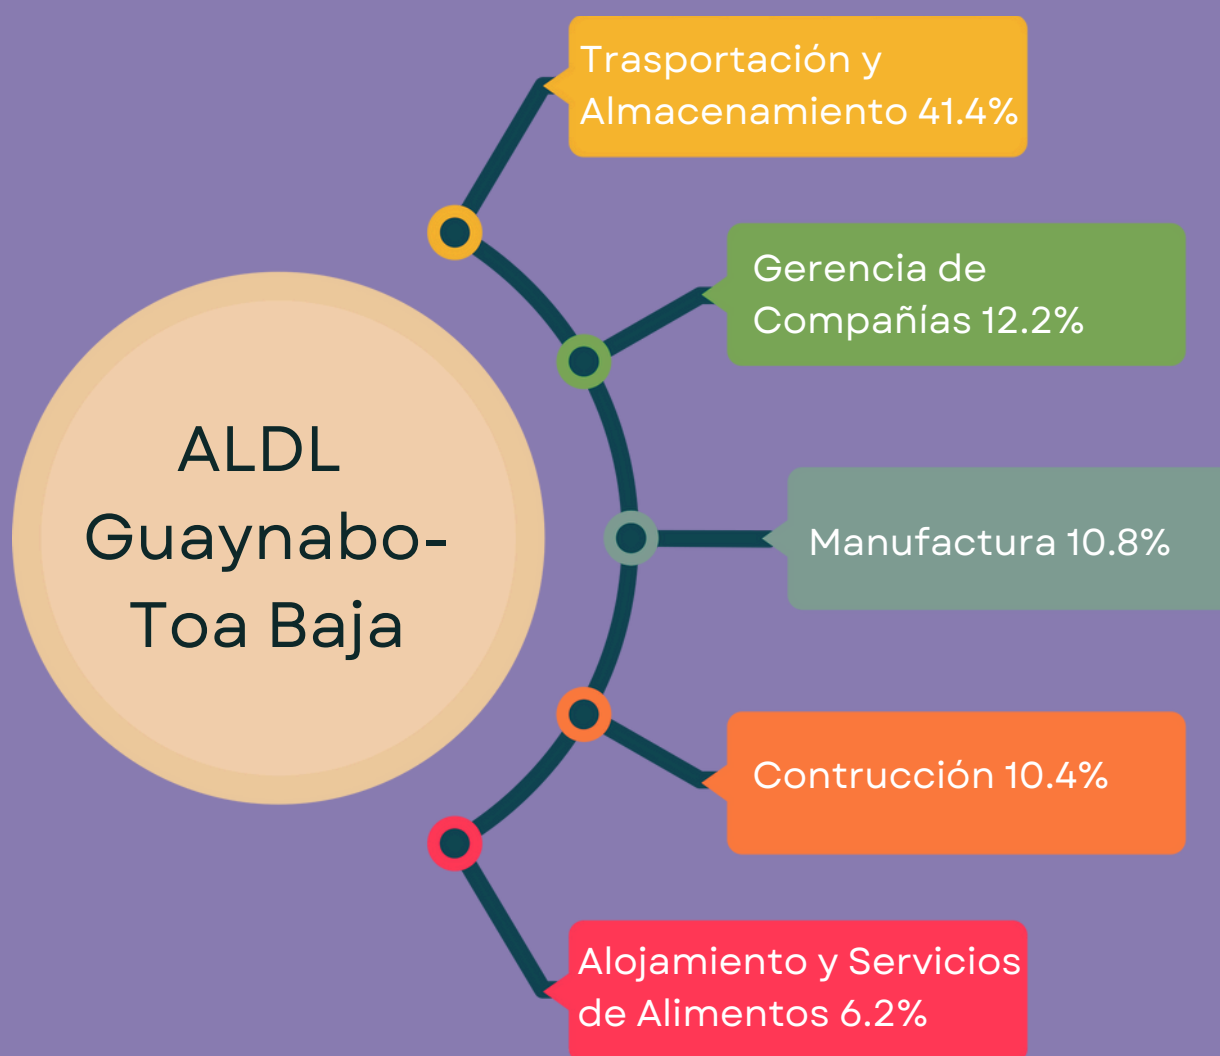 Trasportación y
Almacenamiento 41.4%
Gerencia de
Compañías 12.2%
ALDL
Guaynabo-
Toa Baja
Manufactura 10.8%
Contrucción 10.4%
Alojamiento y Servicios
de Alimentos 6.2%